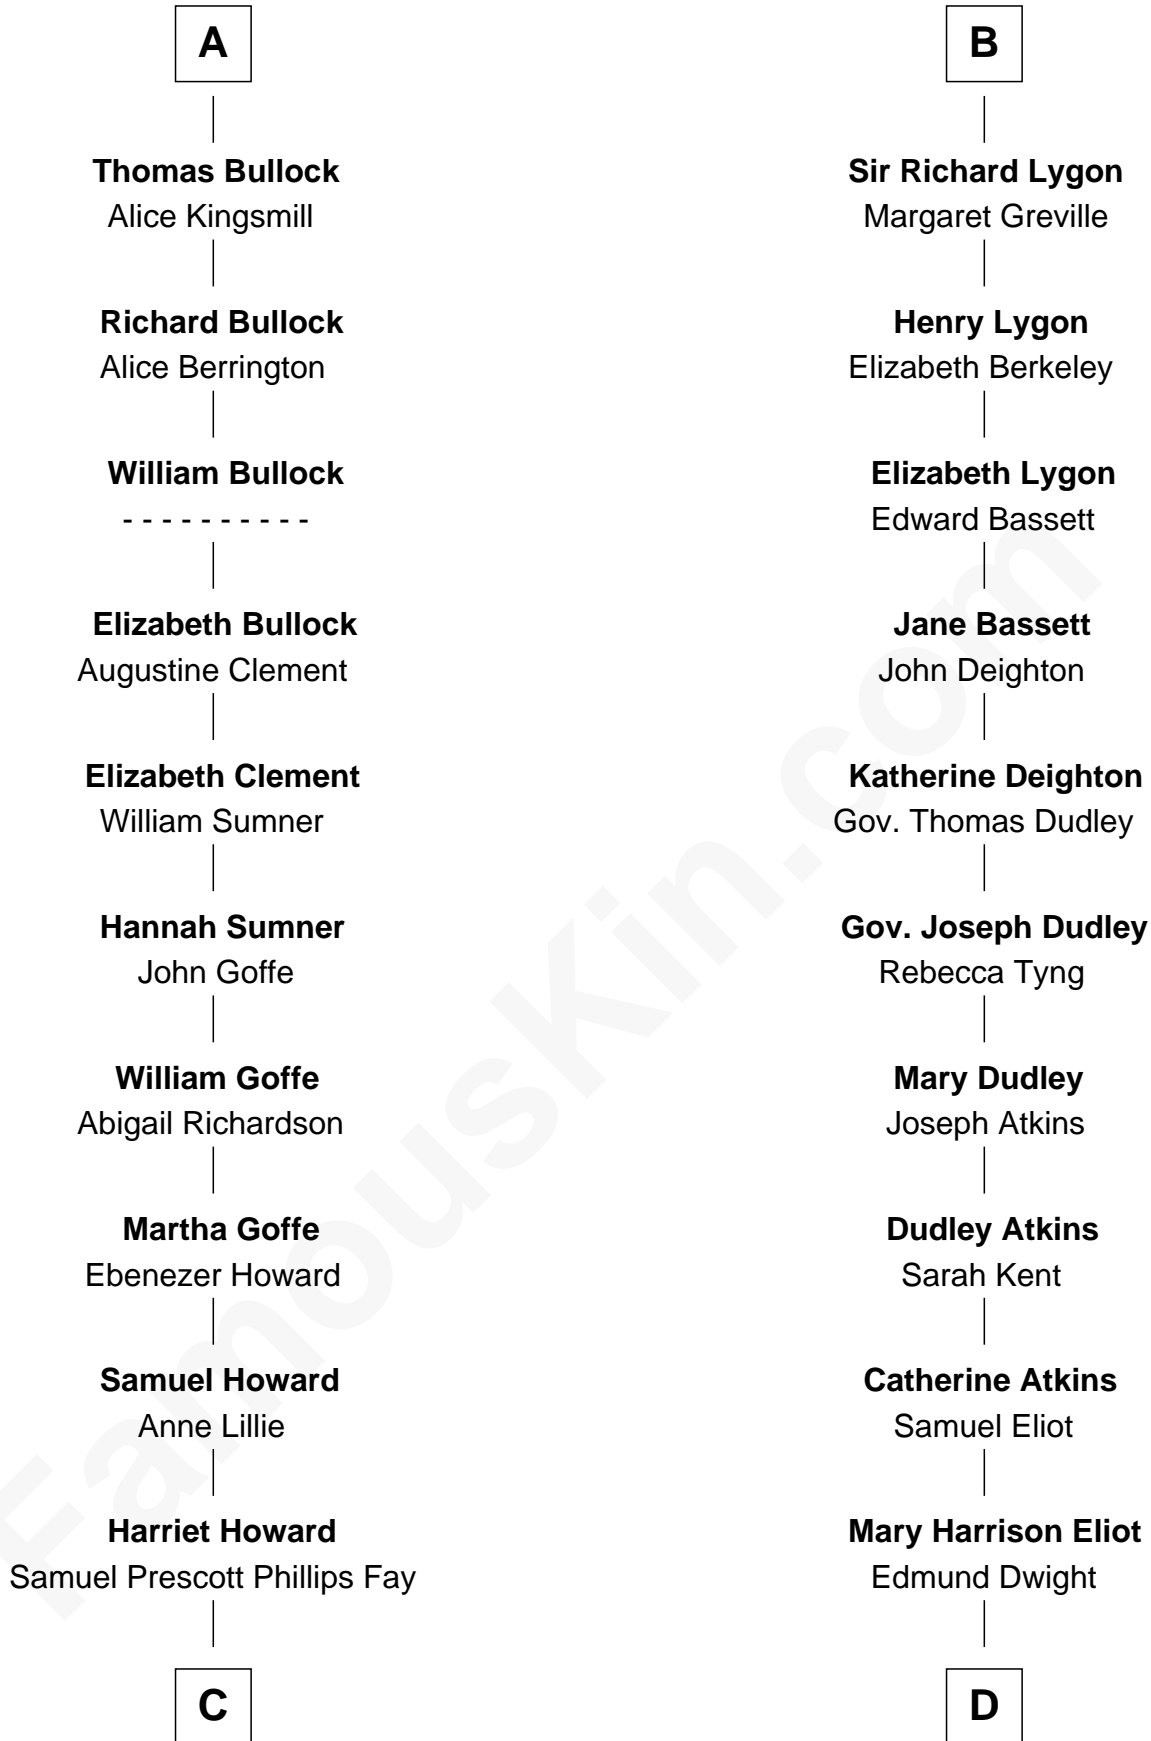 A
Thomas Bullock
Alice Kingsmill
Richard Bullock
Alice Berrington
William Bullock
- - - - - - - - - -
Elizabeth Bullock
Augustine Clement
Elizabeth Clement
William Sumner
Hannah Sumner
John Goffe
William Goffe
Abigail Richardson
Martha Goffe
Ebenezer Howard
Samuel Howard
Anne Lillie
Harriet Howard
Samuel Prescott Phillips Fay
C
B
Sir Richard Lygon
Margaret Greville
Henry Lygon
Elizabeth Berkeley
Elizabeth Lygon
Edward Bassett
Jane Bassett
John Deighton
Katherine Deighton
Gov. Thomas Dudley
Gov. Joseph Dudley
Rebecca Tyng
Mary Dudley
Joseph Atkins
Dudley Atkins
Sarah Kent
Catherine Atkins
Samuel Eliot
Mary Harrison Eliot
Edmund Dwight
D
FamousKin.com